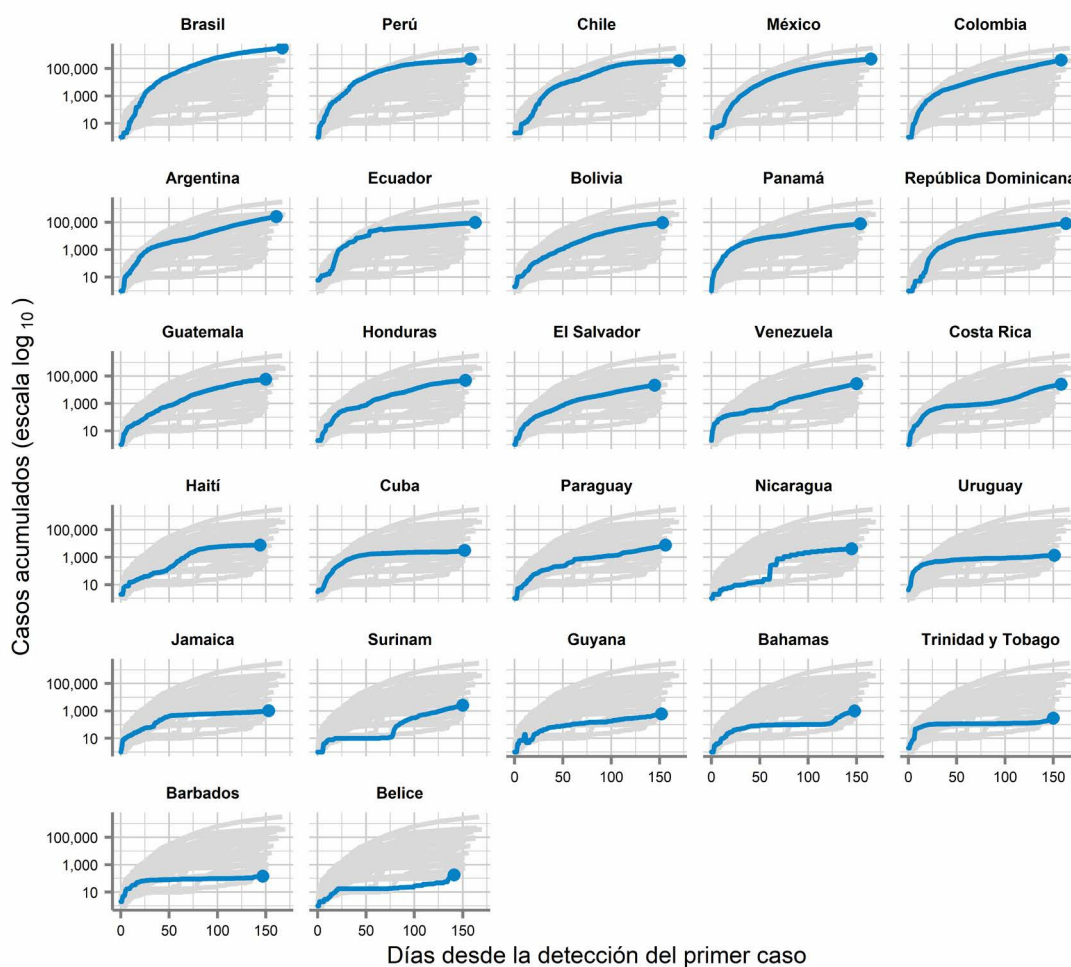 Brasil Perú Chile México Colombia
100,000
1,000
10
Argentina Ecuador Bolivia Panamá República Dominicana
100,000
1,000
10
Guatemala Honduras El Salvador Venezuela Costa Rica
100,000
1,000
10
Haití Cuba Paraguay Nicaragua Uruguay
100,000
1,000
10
Jamaica Surinam Guyana Bahamas Trinidad y Tobago
100,000
1,000
10
0 50 100 150 0 50 100 150 0 50 100 150
Barbados Belice
100,000
1,000
10
0 50 100 150 0 50 100 150
Casos acumulados (escala log 10)
Días desde la detección del primer caso